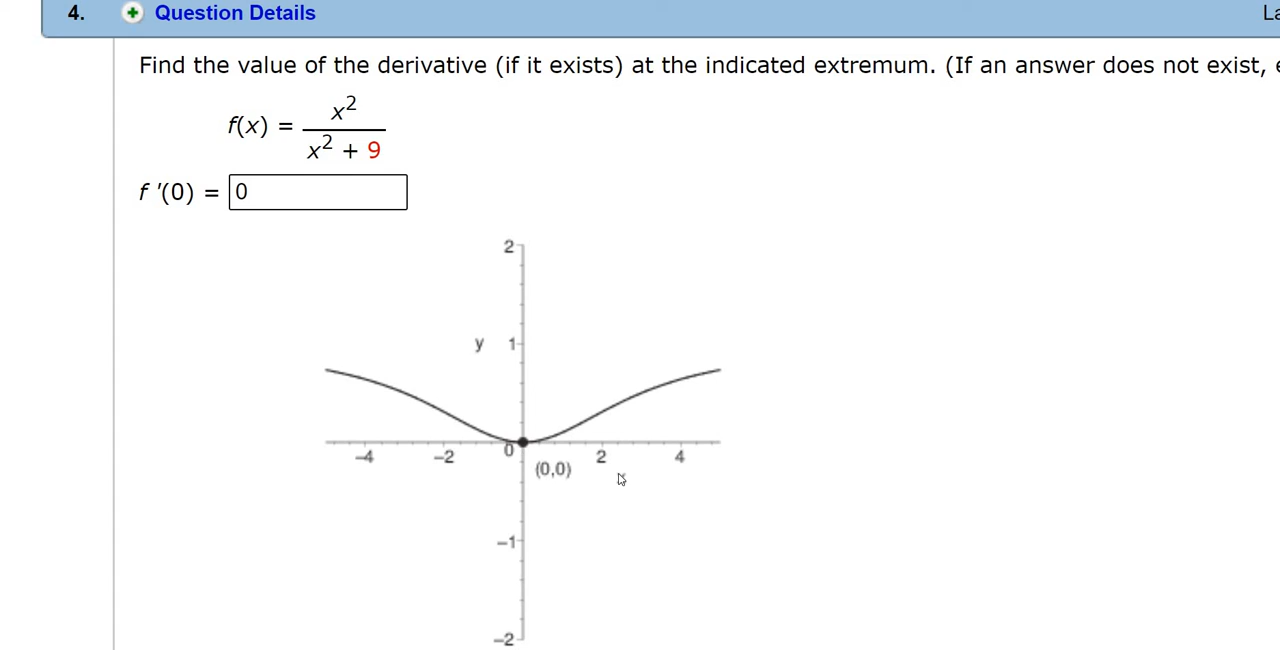 4. Question Details La
Find the value of the derivative (if it exists) at the indicated extremum. (If an answer does not exist,
f(x) = x² / x² + 9
f '(0) = 0
2
y 1
-4 -2 0 2 4
(0,0)
-1
-2